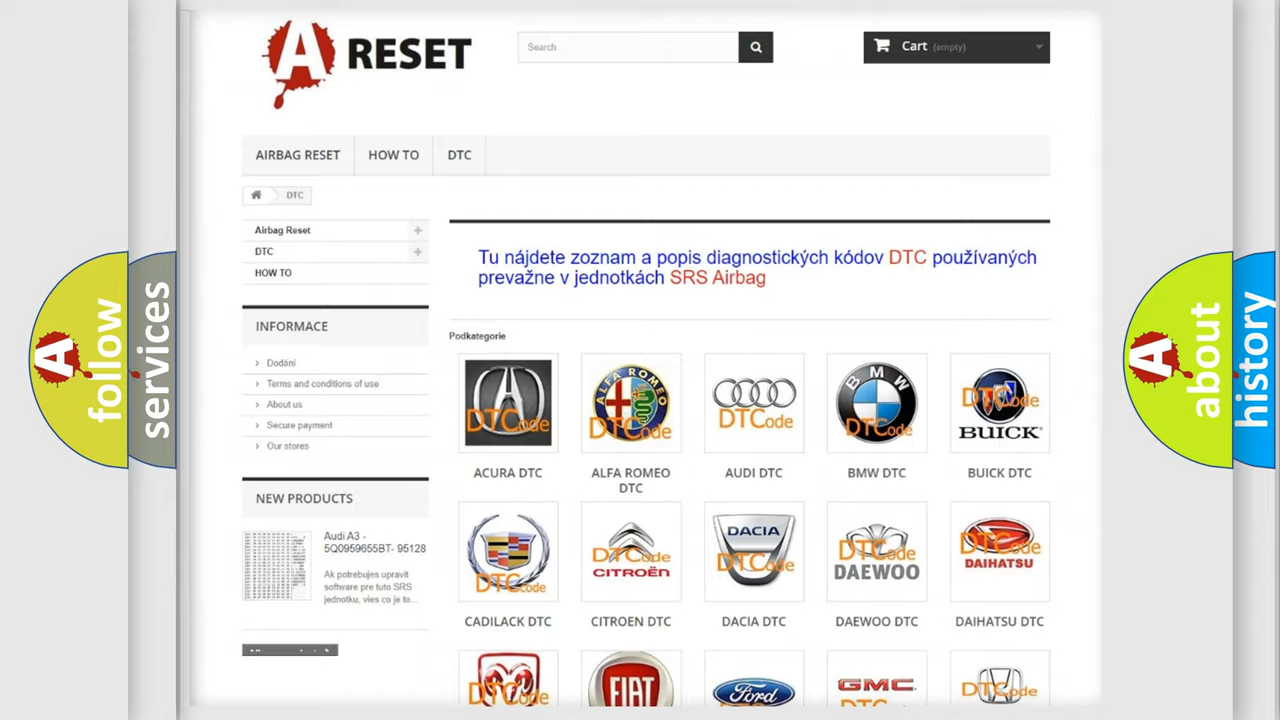 A RESET
Search
Cart (empty)
AIRBAG RESET
HOW TO
DTC
DTC
Airbag Reset
DTC
HOW TO
INFORMACE
Dodání
Terms and conditions of use
About us
Secure payment
Our stores
NEW PRODUCTS
Audi A3 -
5Q0959655BT- 95128
Ak potrebujes upravit
software pre tuto SRS
jednotku, vies co je to...
Tu nájdete zoznam a popis diagnostických kódov DTC používaných
prevažne v jednotkách SRS Airbag
Podkategorie
DTCode
ALFA ROMEO
DTCode
DTCode
BMW
DTCode
DTCode
BUICK
ACURA DTC
ALFA ROMEO
DTC
AUDI DTC
BMW DTC
BUICK DTC
DTCode
DTCode
CITROËN
DACIA
DTCode
DTCode
DAEWOO
DTCode
DAIHATSU
CADILACK DTC
CITROEN DTC
DACIA DTC
DAEWOO DTC
DAIHATSU DTC
DTCode
FIAT
Ford
GMC
DTCode
A follow
services
A about
history